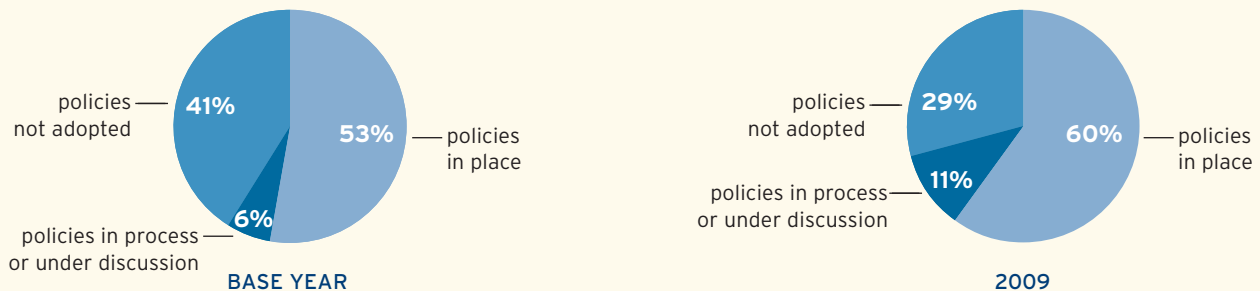 policies
not adopted
41%
53%
policies
in place
6%
policies in process
or under discussion
BASE YEAR
policies
not adopted
29%
60%
policies
in place
11%
policies in process
or under discussion
2009